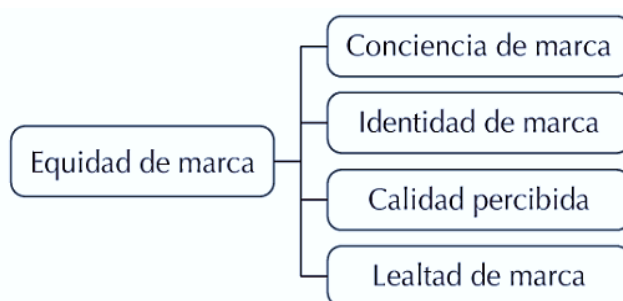 Conciencia de marca
Identidad de marca
Equidad de marca
Calidad percibida
Lealtad de marca